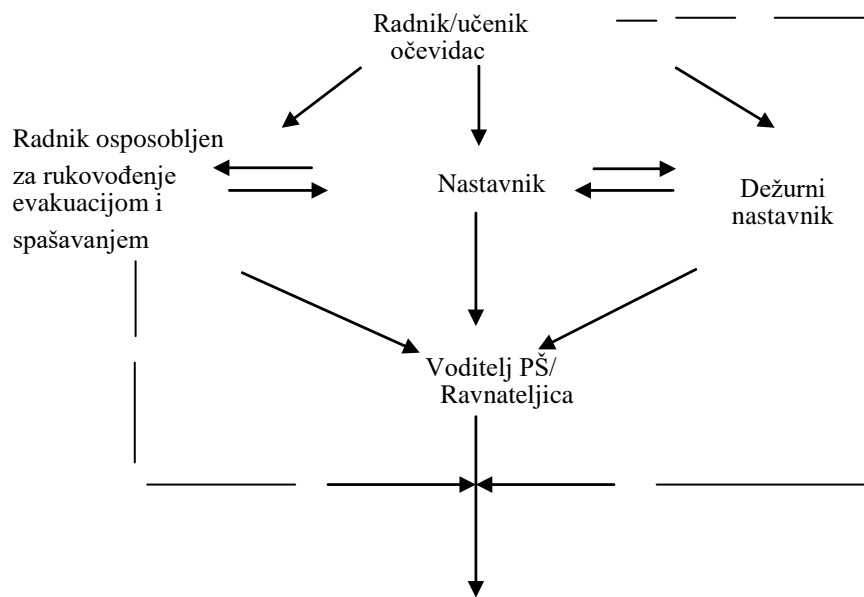 Radnik/učenik
očevidac
Radnik osposobljen
za rukovođenje
evakuacijom i
spašavanjem
Nastavnik
Dežurni
nastavnik
Voditelj PŠ/
Ravnateljica